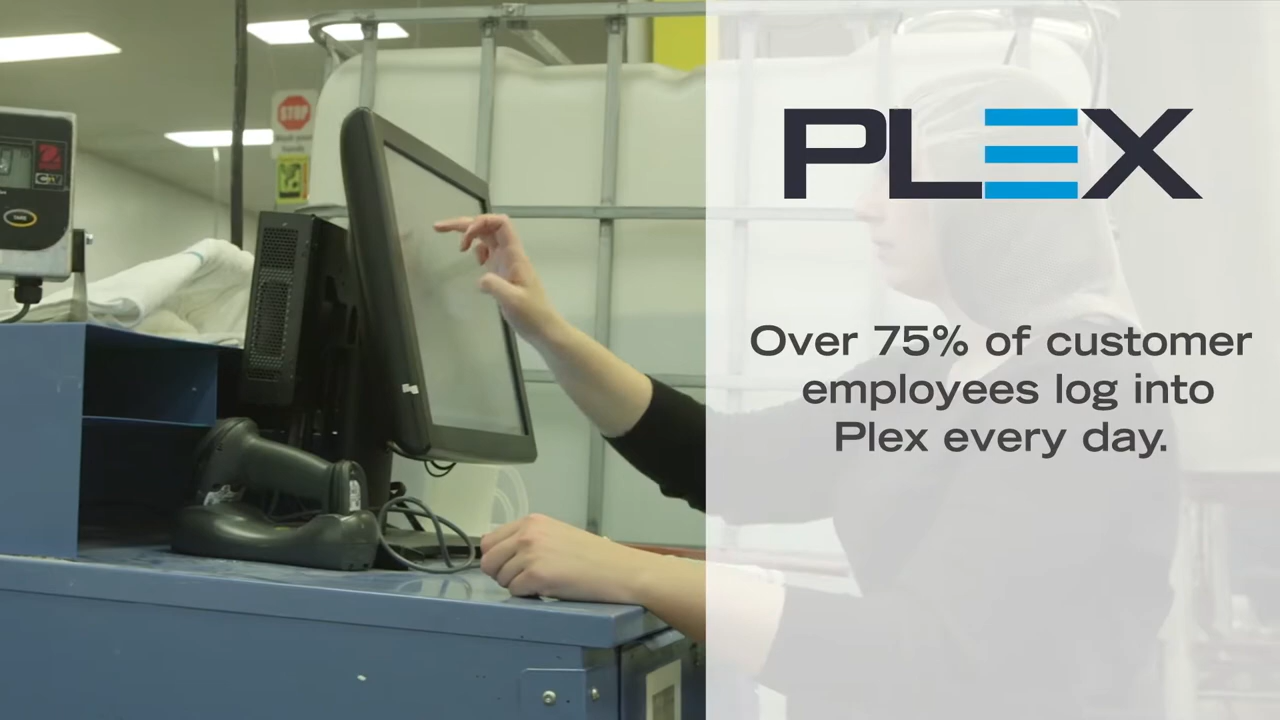 STOP
PLEX
Over 75% of customer
employees log into
Plex every day.